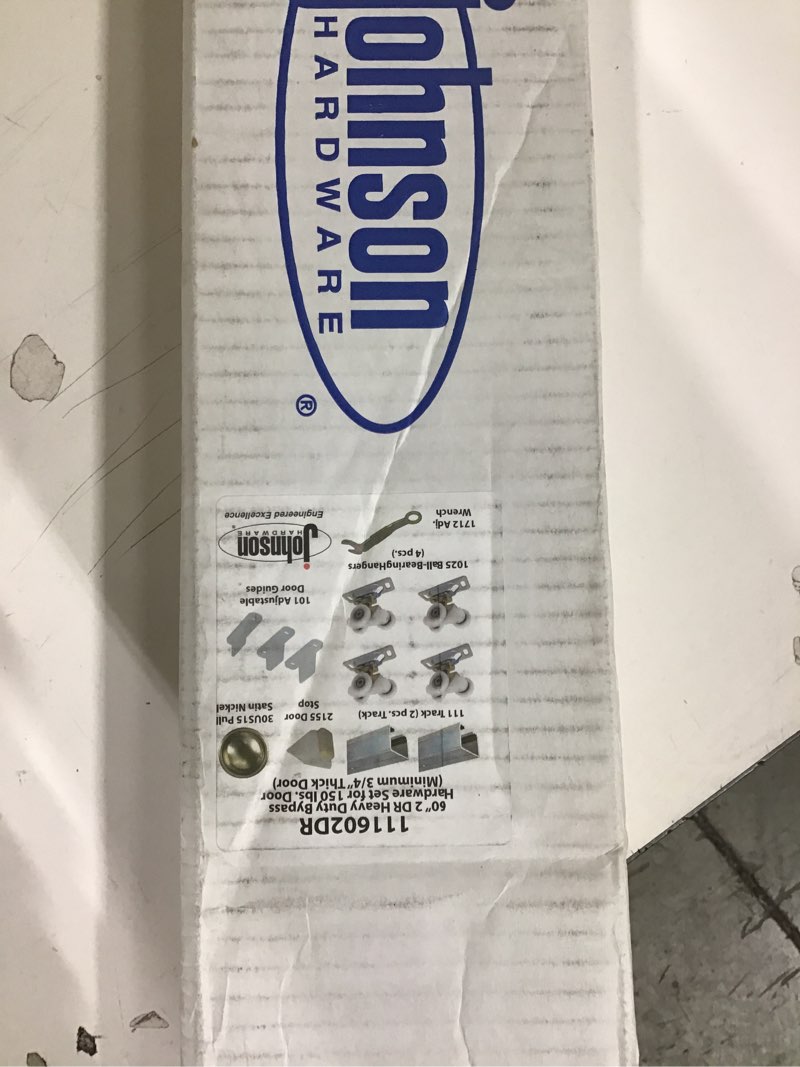 Johnson
HARDWARE
®
111602DR
60" 2 DR Heavy Duty Bypass
Hardware Set for 150 lbs. Door
(Minimum 3/4" Thick Door)
111 Track (2 pcs. Track)
2155 Door
Stop
30US15 Pull
Satin Nickel
1025 Ball-BearingHangers
(4 pcs.)
101 Adjustable
Door Guides
1712 Adj.
Wrench
Johnson
HARDWARE
®
Engineered Excellence